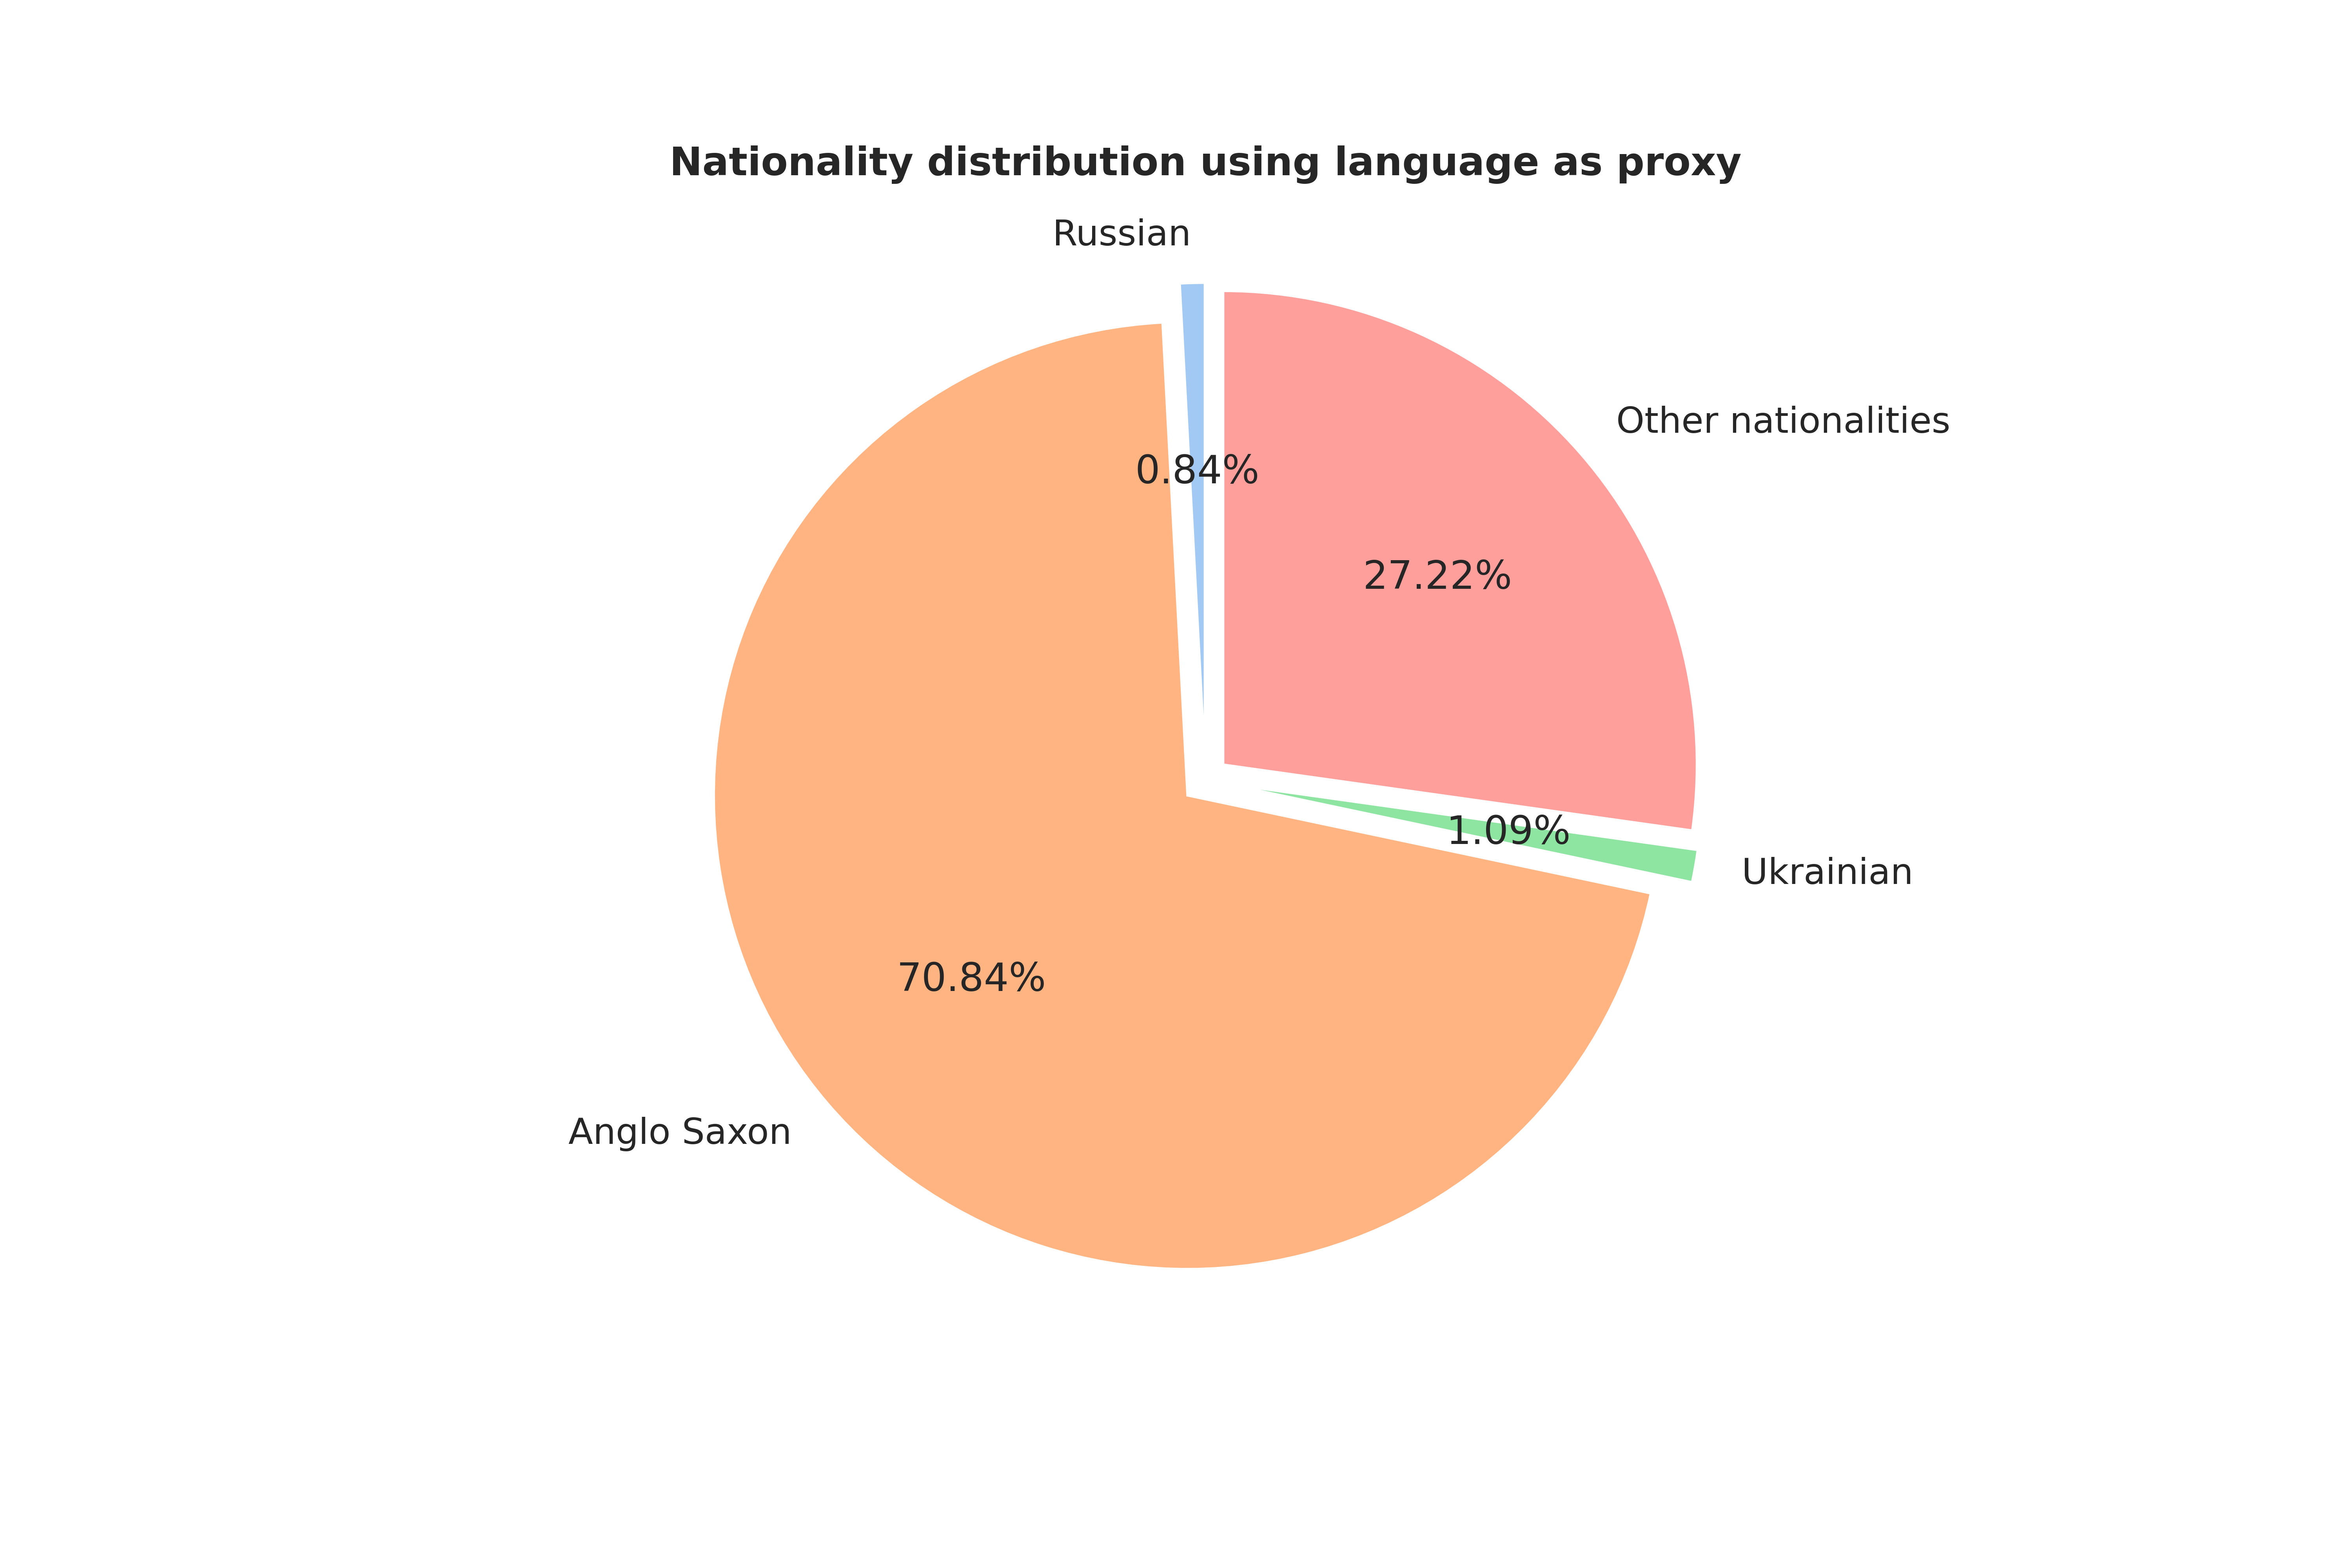 Nationality distribution using language as proxy
Russian
Other nationalities
0.84%
27.22%
1.09%
Ukrainian
70.84%
Anglo Saxon